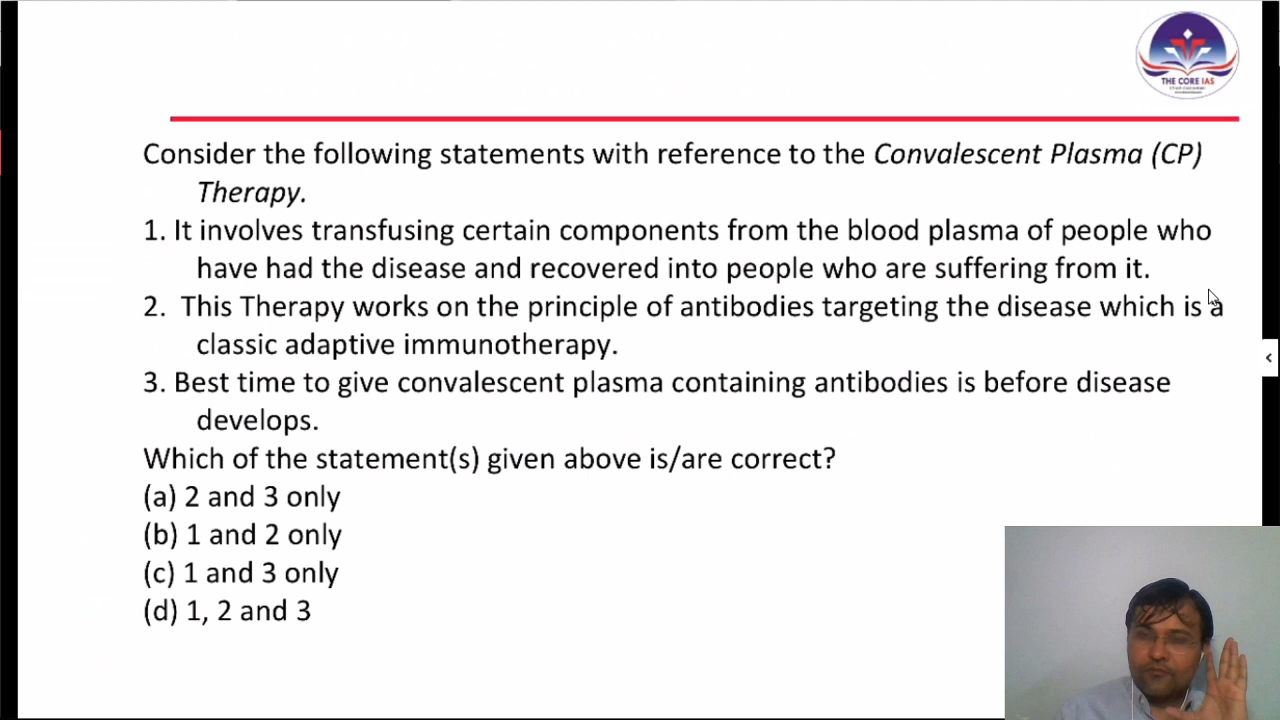 THE CORE IAS
Consider the following statements with reference to the Convalescent Plasma (CP)
Therapy.
1. It involves transfusing certain components from the blood plasma of people who
have had the disease and recovered into people who are suffering from it.
2. This Therapy works on the principle of antibodies targeting the disease which is a
classic adaptive immunotherapy.
3. Best time to give convalescent plasma containing antibodies is before disease
develops.
Which of the statement(s) given above is/are correct?
(a) 2 and 3 only
(b) 1 and 2 only
(c) 1 and 3 only
(d) 1, 2 and 3